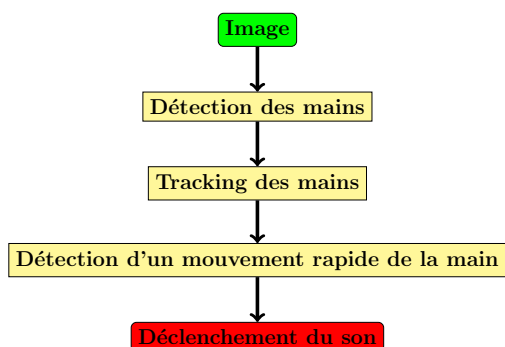 Image
Détection des mains
Tracking des mains
Détection d'un mouvement rapide de la main
Déclenchement du son